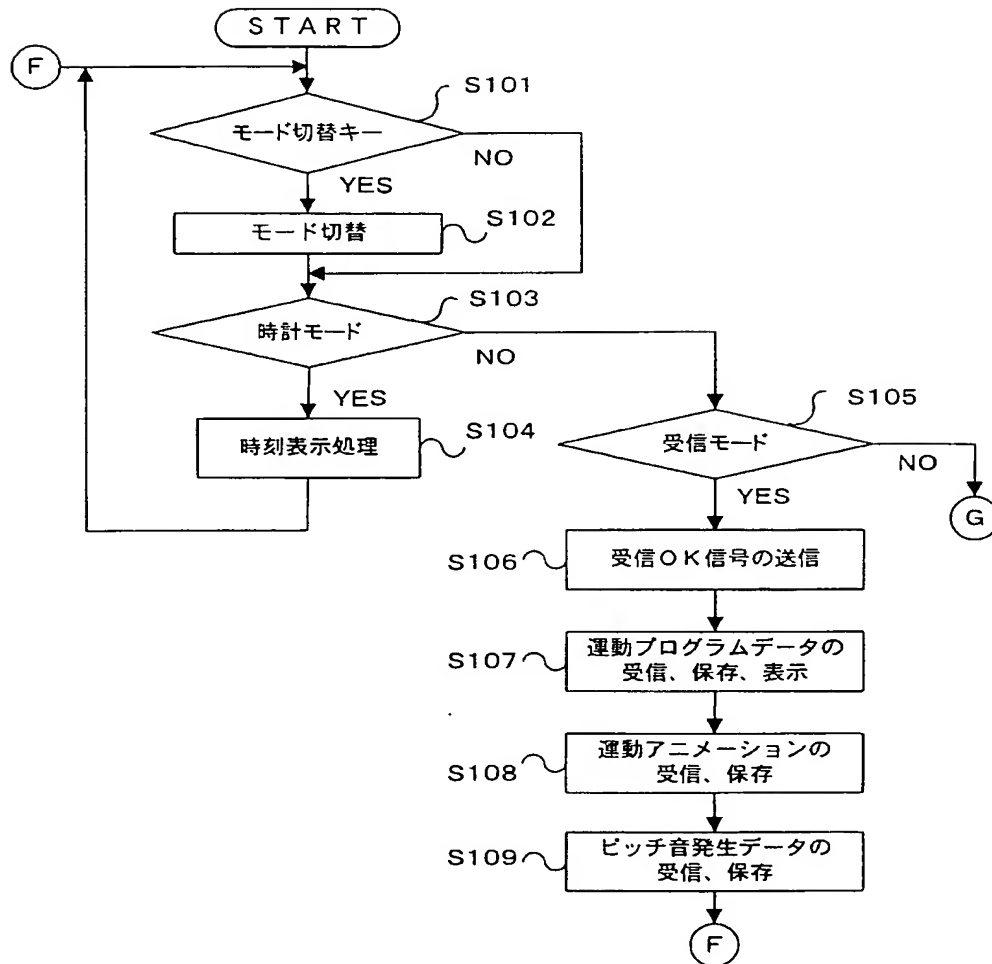 START
F
S101
モード切替キー
NO
YES
S102
モード切替
S103
時計モード
NO
YES
S104
時刻表示処理
S105
受信モード
NO
YES
G
S106
受信OK信号の送信
S107
運動プログラムデータの
受信、保存、表示
S108
運動アニメーションの
受信、保存
S109
ピッチ音発生データの
受信、保存
F